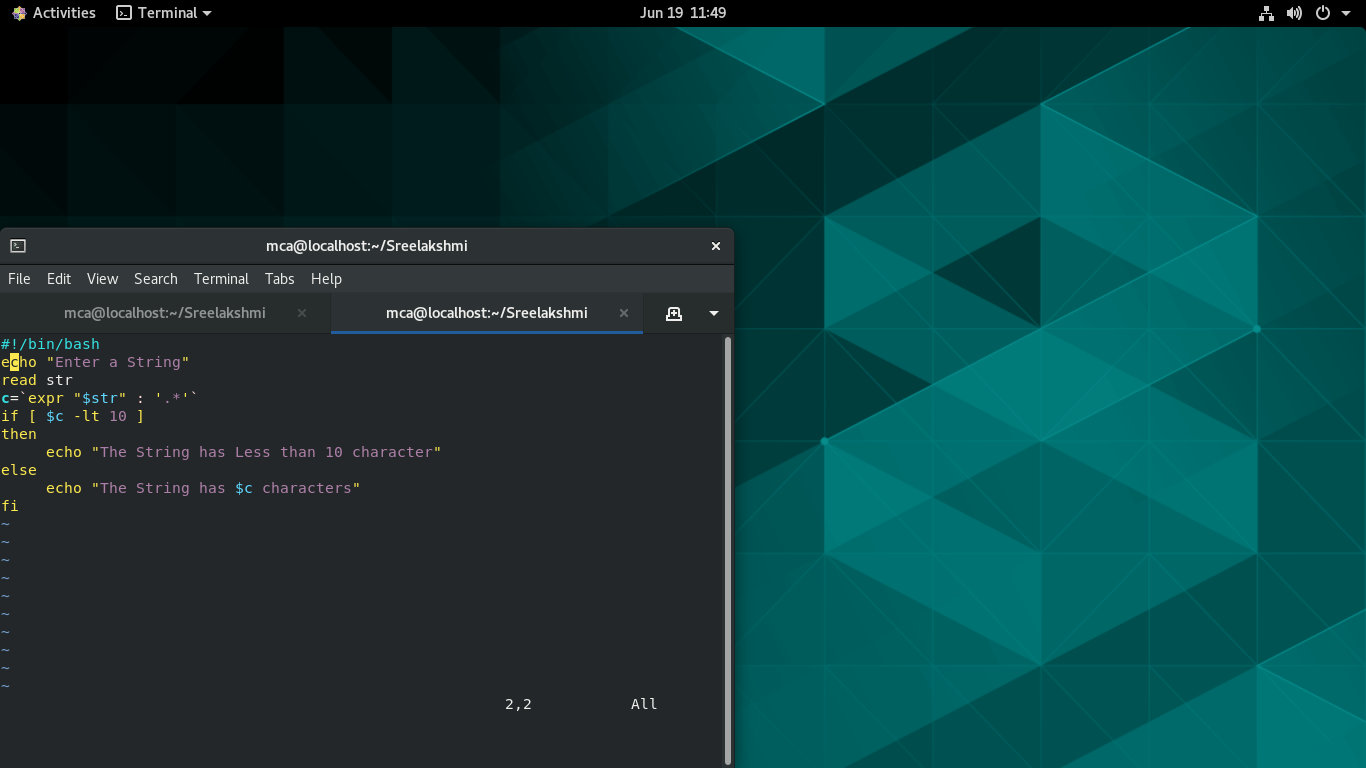 Activities Terminal Jun 19 11:49
mca@localhost:~/Sreelakshmi
File Edit View Search Terminal Tabs Help
mca@localhost:~/Sreelakshmi mca@localhost:~/Sreelakshmi
#!/bin/bash
echo "Enter a String"
read str
c=`expr "$str" : '.*'`
if [ $c -lt 10 ]
then
     echo "The String has Less than 10 character"
else
     echo "The String has $c characters"
fi
~
~
~
~
~
~
~
~
~
~
2,2 All